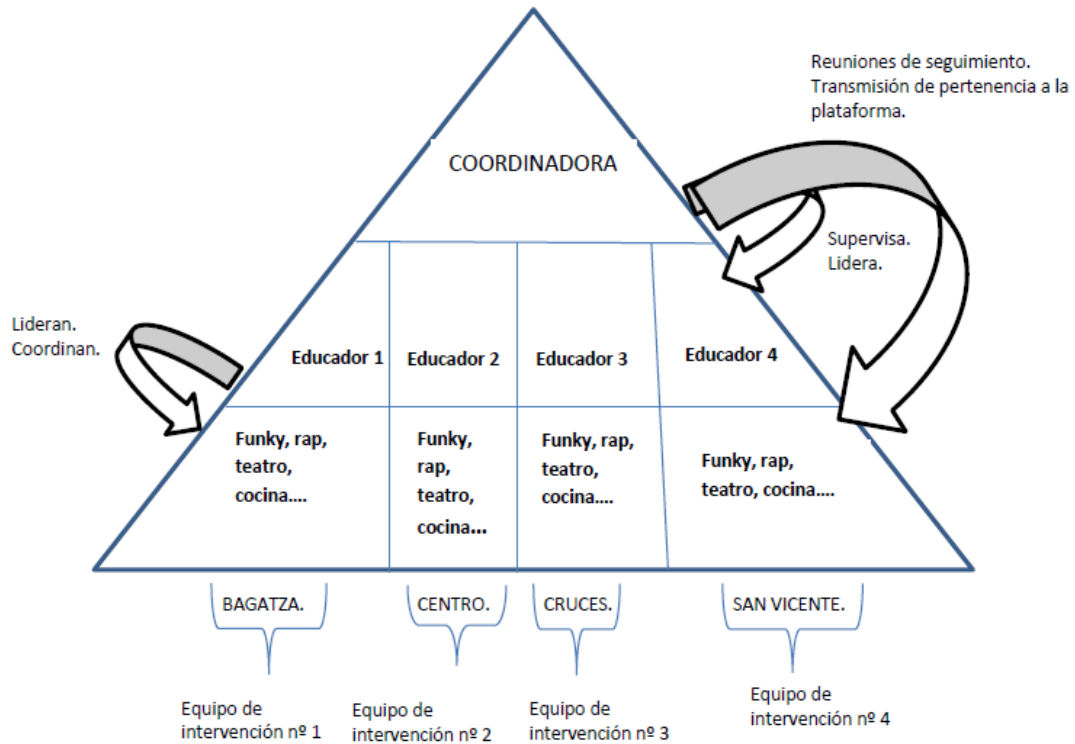 Reuniones de seguimiento.
Transmisión de pertenencia a la
plataforma.
COORDINADORA
Supervisa.
Lidera.
Lideran.
Coordinan.
Educador 1
Educador 2
Educador 3
Educador 4
Funky, rap,
teatro,
cocina....
Funky,
rap,
teatro,
cocina...
Funky, rap,
teatro,
cocina....
Funky, rap,
teatro, cocina....
BAGATZA.
CENTRO.
CRUCES.
SAN VICENTE.
Equipo de
intervención nº 1
Equipo de
intervención nº 2
Equipo de
intervención nº 3
Equipo de
intervención nº 4